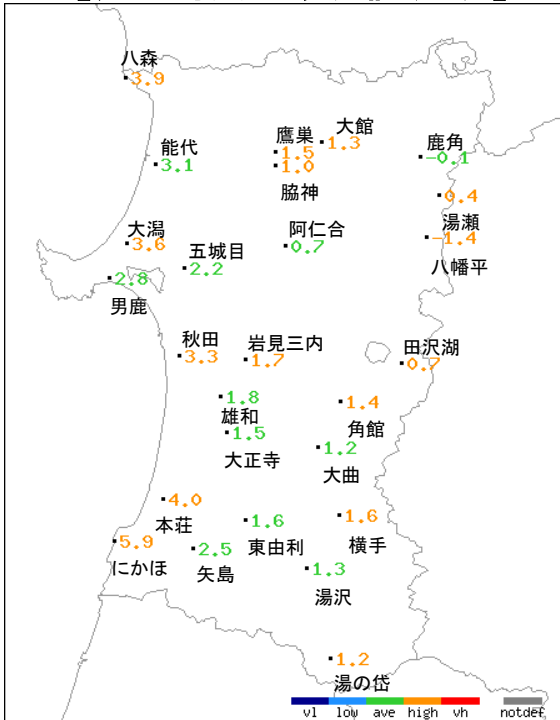 八森
3.9
大館
鷹巣
1.3
鹿角
能代
1.5
-0.1
3.1
1.0
脇神
0.4
湯瀬
大潟
阿仁合
-1.4
3.6
五城目
0.7
八幡平
2.2
2.8
男鹿
秋田
岩見三内
田沢湖
3.3
1.7
0.7
1.8
1.4
雄和
角館
1.5
1.2
大正寺
大曲
4.0
本荘
1.6
1.6
5.9
東由利
横手
2.5
にかほ
矢島
1.3
湯沢
1.2
湯の岱
vl low ave high vh notdef